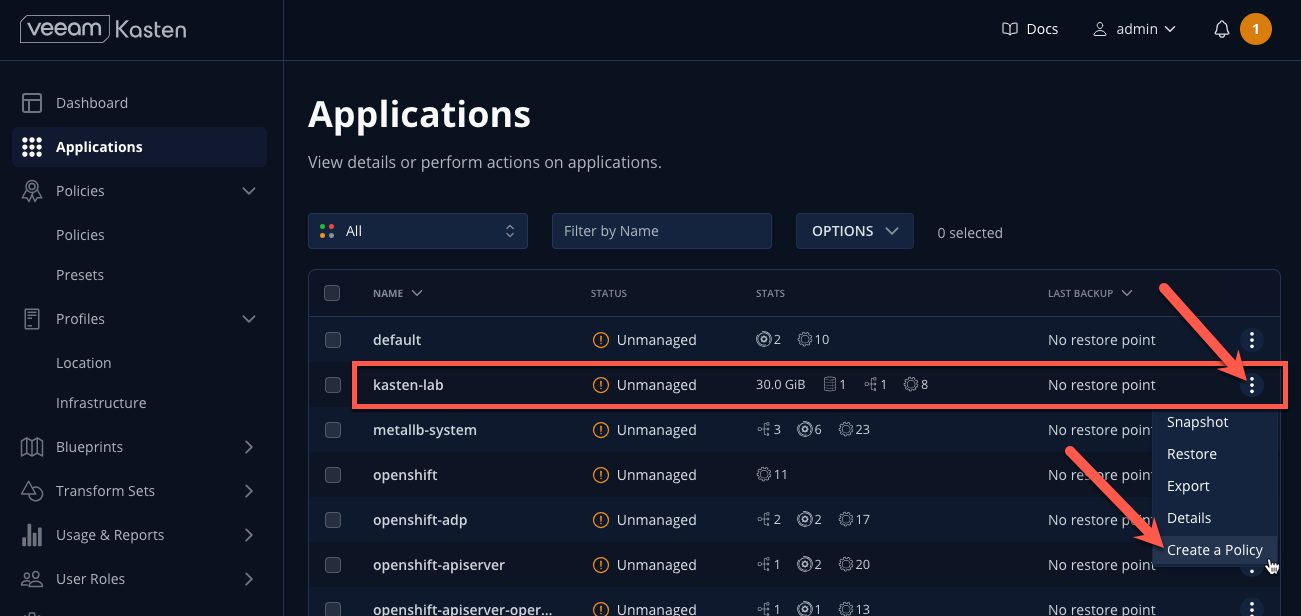 veeam Kasten
Docs
admin
1
Dashboard
Applications
Policies
Policies
Presets
Profiles
Location
Infrastructure
Blueprints
Transform Sets
Usage & Reports
User Roles
Applications
View details or perform actions on applications.
All
Filter by Name
OPTIONS
0 selected
NAME STATUS STATS LAST BACKUP
default ! Unmanaged 2 10 No restore point
kasten-lab ! Unmanaged 30.0 GiB 1 1 8 No restore point
metallb-system ! Unmanaged 3 6 23 No restore point
openshift ! Unmanaged 11 No restore point
openshift-adp ! Unmanaged 2 2 17 No restore point
openshift-apiserver ! Unmanaged 1 2 20 No restore point
openshift-apiserver-oper... ! Unmanaged 1 1 13 No restore point
Snapshot
Restore
Export
Details
Create a Policy